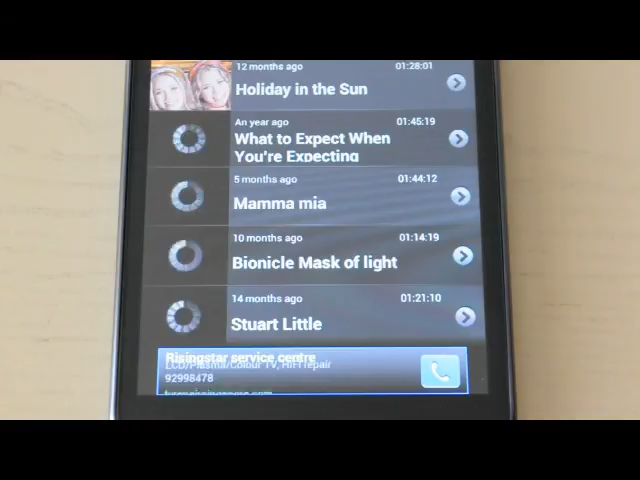 12 months ago 01:28:01
Holiday in the Sun
An year ago 01:45:19
What to Expect When
You're Expecting
5 months ago 01:44:12
Mamma mia
10 months ago 01:14:19
Bionicle Mask of light
14 months ago 01:21:10
Stuart Little
Risingstar service centre
LCD/Plasma/Colour TV, HiFi repair
92998478